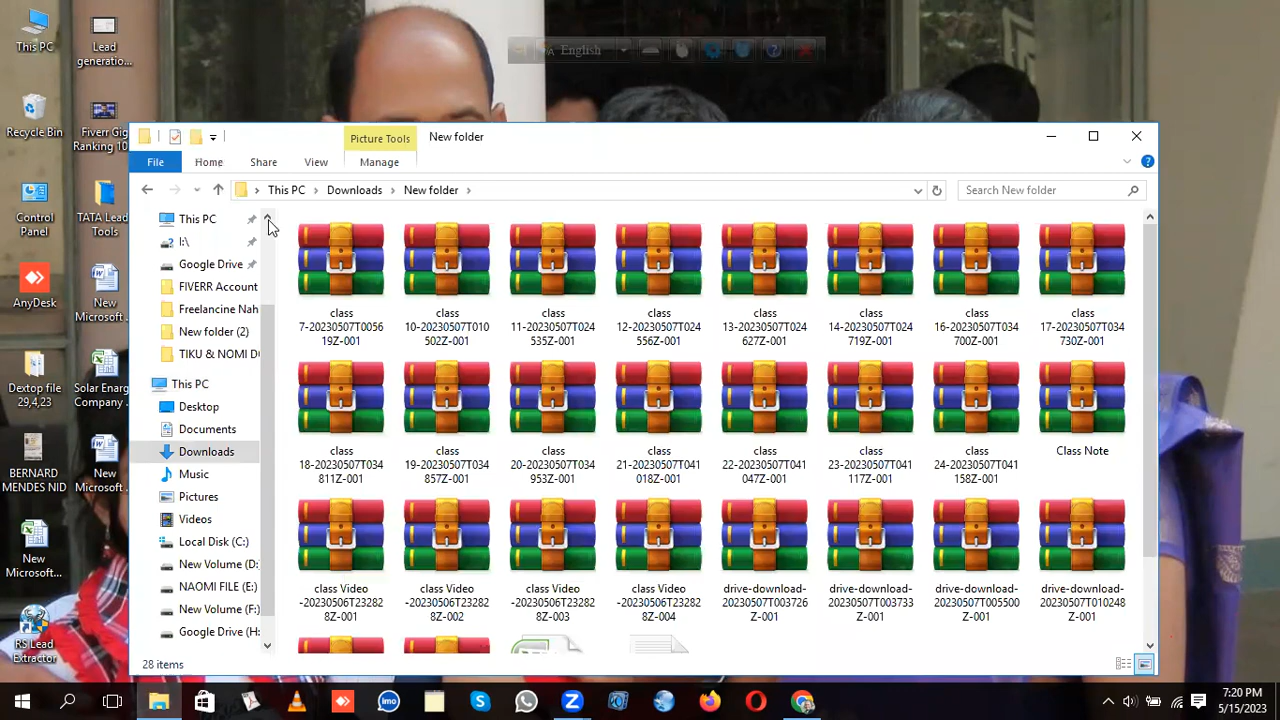 This PC
Lead
generatio...
English
Recycle Bin
Fiverr Gig
Ranking 10...
Control
Panel
TATA Lead
Tools
AnyDesk
New
Microsoft...
Dextop file
29,4,23
Solar Energ...
Company ...
BERNARD
MENDES NID
New
Microsoft...
New
Microsoft...
Rs Lead
Extractor
Picture Tools
New folder
File
Home
Share
View
Manage
This PC
Downloads
New folder
Search New folder
This PC
I:\
Google Drive
FIVERR Account
Freelancine Nah
New folder (2)
TIKU & NOMI D
This PC
Desktop
Documents
Downloads
Music
Pictures
Videos
Local Disk (C:)
New Volume (D:)
NAOMI FILE (E:)
New Volume (F:)
Google Drive (H:
class
7-20230507T0056
19Z-001
class
10-20230507T010
502Z-001
class
11-20230507T024
535Z-001
class
12-20230507T024
556Z-001
class
13-20230507T024
627Z-001
class
14-20230507T024
719Z-001
class
16-20230507T034
700Z-001
class
17-20230507T034
730Z-001
class
18-20230507T034
811Z-001
class
19-20230507T034
857Z-001
class
20-20230507T034
953Z-001
class
21-20230507T041
018Z-001
class
22-20230507T041
047Z-001
class
23-20230507T041
117Z-001
class
24-20230507T041
158Z-001
Class Note
class Video
-20230506T23282
8Z-001
class Video
-20230506T23282
8Z-002
class Video
-20230506T23282
8Z-003
class Video
-20230506T23282
8Z-004
drive-download-
20230507T003726
Z-001
drive-download-
20230507T003733
Z-001
drive-download-
20230507T005500
Z-001
drive-download-
20230507T010248
Z-001
28 items
7:20 PM
5/15/2023